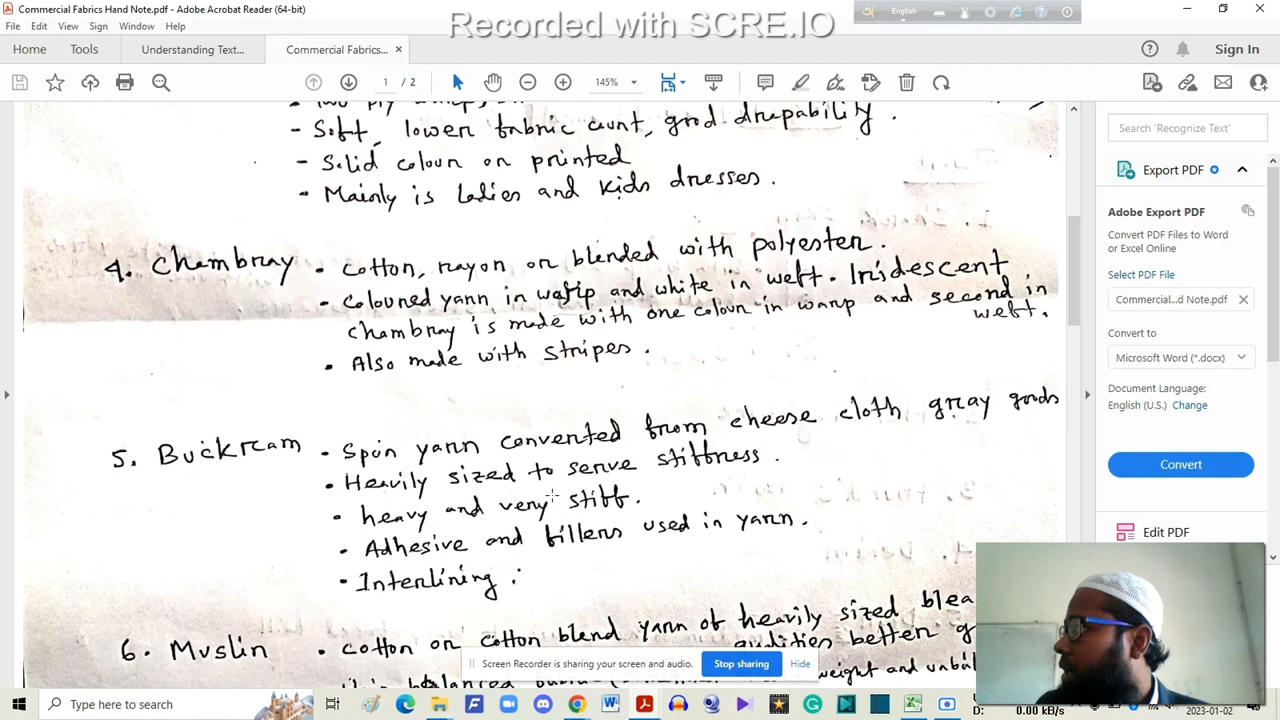 Commercial Fabrics Hand Note.pdf - Adobe Acrobat Reader (64-bit)
Recorded with SCRE.IO
English
File Edit View Sign Window Help
Home Tools Understanding Text... Commercial Fabrics... × Sign In
1 / 2 145%
- Soft, lower fabric count, good drapability.
- Solid colour or printed
- Mainly is Ladies and kids dresses.
4. Chambray • Cotton, rayon or blended with polyester.
• Coloured yarn in warp and white in weft. Iridescent
chambray is made with one colour in warp and second in
weft.
• Also made with stripes.
5. Buckram • Spun yarn converted from cheese cloth gray goods
• Heavily sized to serve stiffness.
• heavy and very stiff.
• Adhesive and fillers used in yarn.
• Interlining :
6. Muslin • Cotton or cotton blend yarn of heavily sized
Search 'Recognize Text'
Export PDF
Adobe Export PDF
Convert PDF Files to Word
or Excel Online
Select PDF File
Commercial...d Note.pdf ×
Convert to
Microsoft Word (*.docx)
Document Language:
English (U.S.) Change
Convert
Edit PDF
Screen Recorder is sharing your screen and audio. Stop sharing Hide
Type here to search
D: 0.00 kB/s 2023-01-02